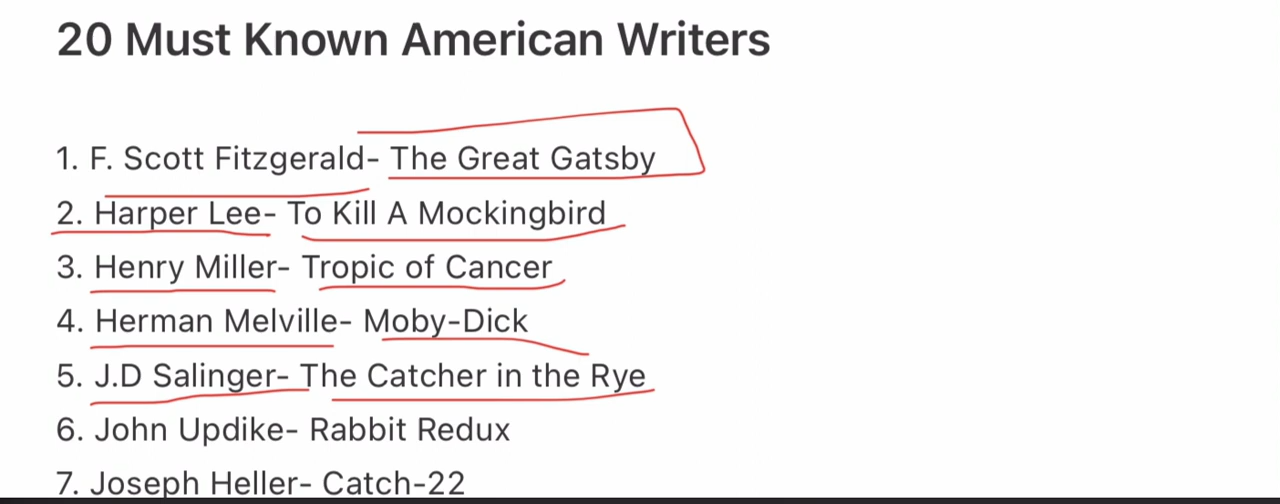 20 Must Known American Writers
1. F. Scott Fitzgerald- The Great Gatsby
2. Harper Lee- To Kill A Mockingbird
3. Henry Miller- Tropic of Cancer
4. Herman Melville- Moby-Dick
5. J.D Salinger- The Catcher in the Rye
6. John Updike- Rabbit Redux
7. Joseph Heller- Catch-22